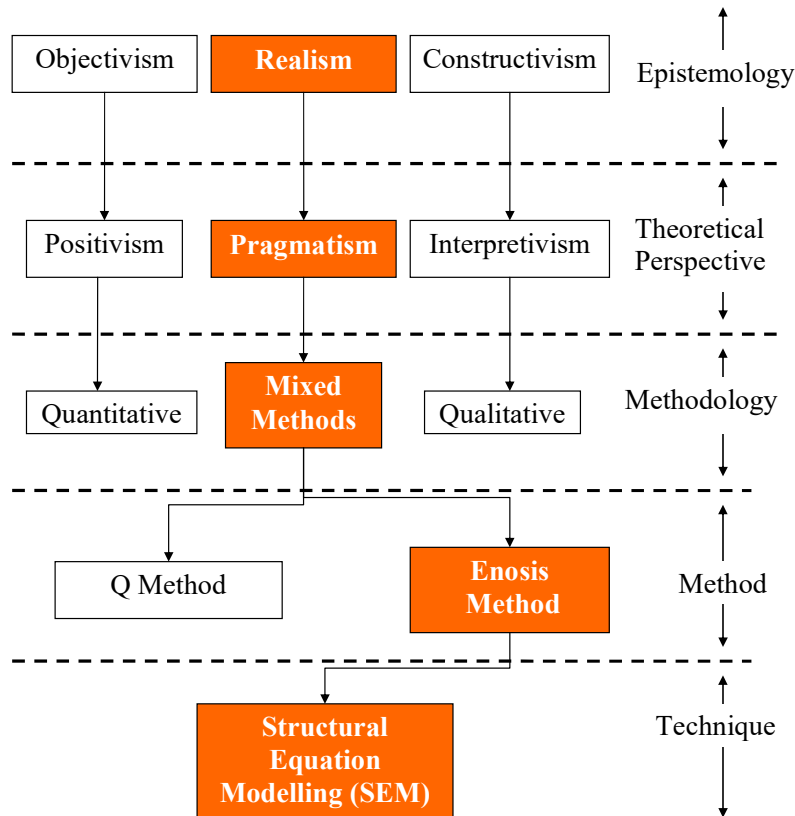 Objectivism
Realism
Constructivism
Epistemology
Positivism
Pragmatism
Interpretivism
Theoretical
Perspective
Quantitative
Mixed
Methods
Qualitative
Methodology
Q Method
Enosis
Method
Method
Structural
Equation
Modelling (SEM)
Technique